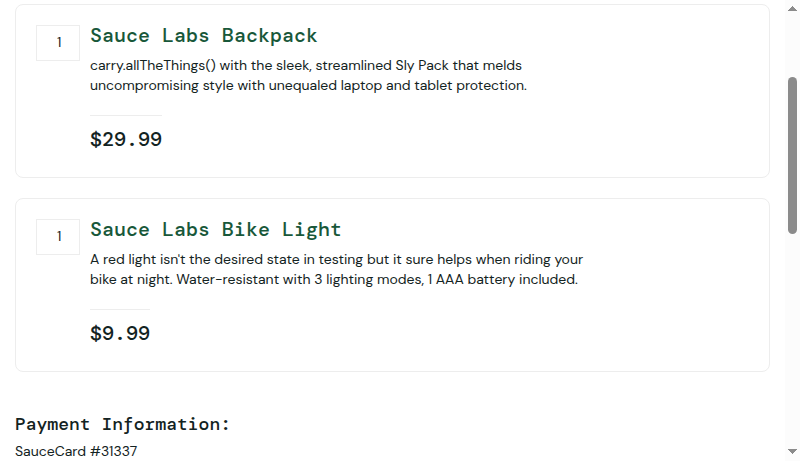 1
Sauce Labs Backpack
carry.allTheThings() with the sleek, streamlined Sly Pack that melds
uncompromising style with unequaled laptop and tablet protection.
$29.99
1
Sauce Labs Bike Light
A red light isn't the desired state in testing but it sure helps when riding your
bike at night. Water-resistant with 3 lighting modes, 1 AAA battery included.
$9.99
Payment Information:
SauceCard #31337